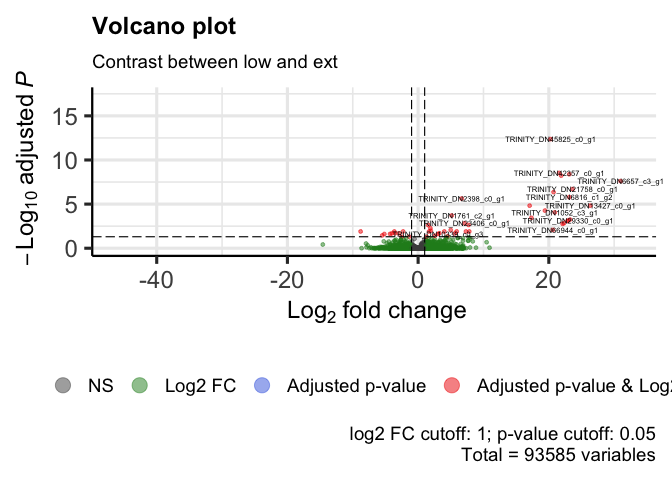 Volcano plot
Contrast between low and ext
−Log10 adjusted P
15
10
5
0
TRINITY_DN45825_c0_g1
TRINITY_DN6657_c3_g1
TRINITY_DN21758_c0_g1
TRINITY_DN6816_c1_g2
TRINITY_DN2398_c0_g1
TRINITY_DN13427_c0_g1
TRINITY_DN1052_c3_g1
TRINITY_DN1761_c2_g1
TRINITY_DN29330_c0_g1
TRINITY_DN66944_c0_g1
-40
-20
0
20
Log2 fold change
NS
Log2 FC
Adjusted p-value
Adjusted p-value & Log2
log2 FC cutoff: 1; p-value cutoff: 0.05
Total = 93585 variables